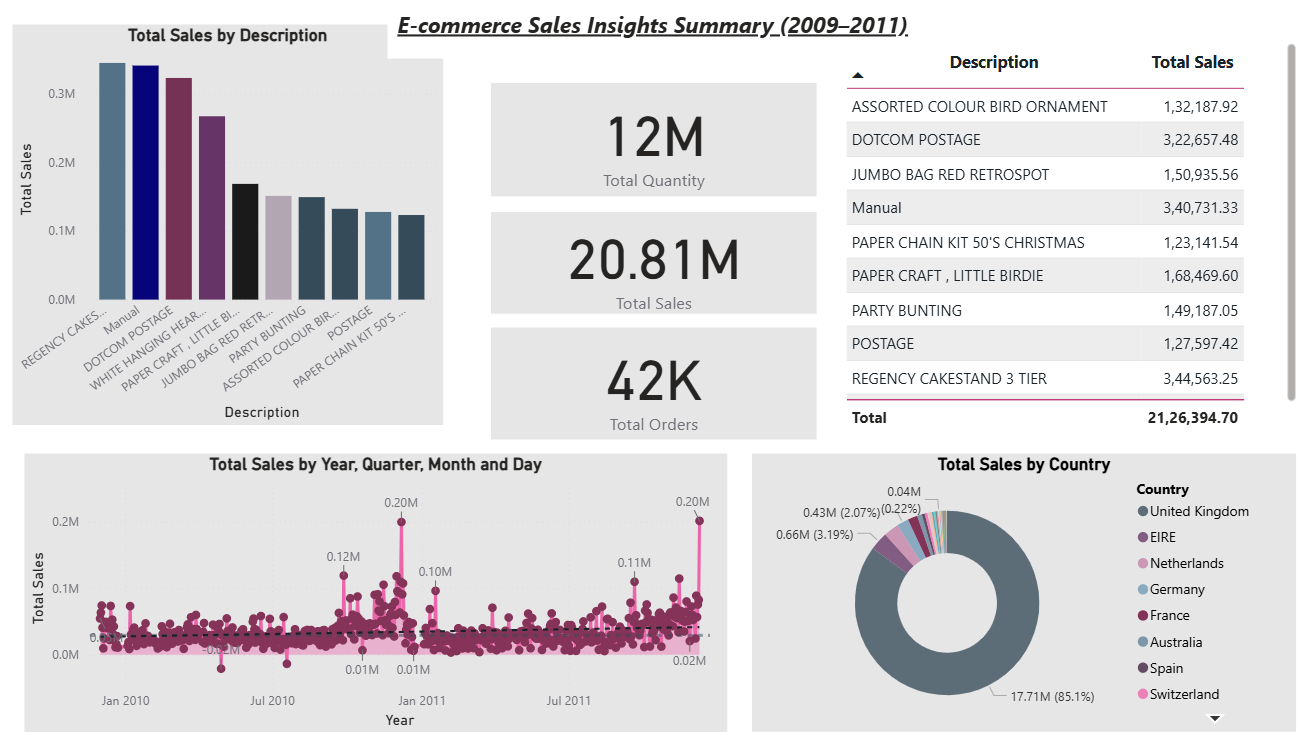 E-commerce Sales Insights Summary (2009–2011)
Total Sales by Description
Total Sales
0.3M
0.2M
0.1M
0.0M
REGENCY CAKES...
Manual
DOTCOM POSTAGE
WHITE HANGING HEAR...
PAPER CRAFT , LITTLE BI...
JUMBO BAG RED RETR...
PARTY BUNTING
ASSORTED COLOUR BIR...
POSTAGE
PAPER CHAIN KIT 50'S ...
Description
12M
Total Quantity
20.81M
Total Sales
42K
Total Orders
Description Total Sales
ASSORTED COLOUR BIRD ORNAMENT 1,32,187.92
DOTCOM POSTAGE 3,22,657.48
JUMBO BAG RED RETROSPOT 1,50,935.56
Manual 3,40,731.33
PAPER CHAIN KIT 50'S CHRISTMAS 1,23,141.54
PAPER CRAFT , LITTLE BIRDIE 1,68,469.60
PARTY BUNTING 1,49,187.05
POSTAGE 1,27,597.42
REGENCY CAKESTAND 3 TIER 3,44,563.25
Total 21,26,394.70
Total Sales by Year, Quarter, Month and Day
Total Sales
0.2M
0.1M
0.0M
0.12M
0.20M
0.10M
0.11M
0.20M
-0.02M
0.01M
0.01M
0.02M
Jan 2010
Jul 2010
Jan 2011
Jul 2011
Year
Total Sales by Country
0.04M
(0.22%)
0.43M (2.07%)
0.66M (3.19%)
17.71M (85.1%)
Country
United Kingdom
EIRE
Netherlands
Germany
France
Australia
Spain
Switzerland